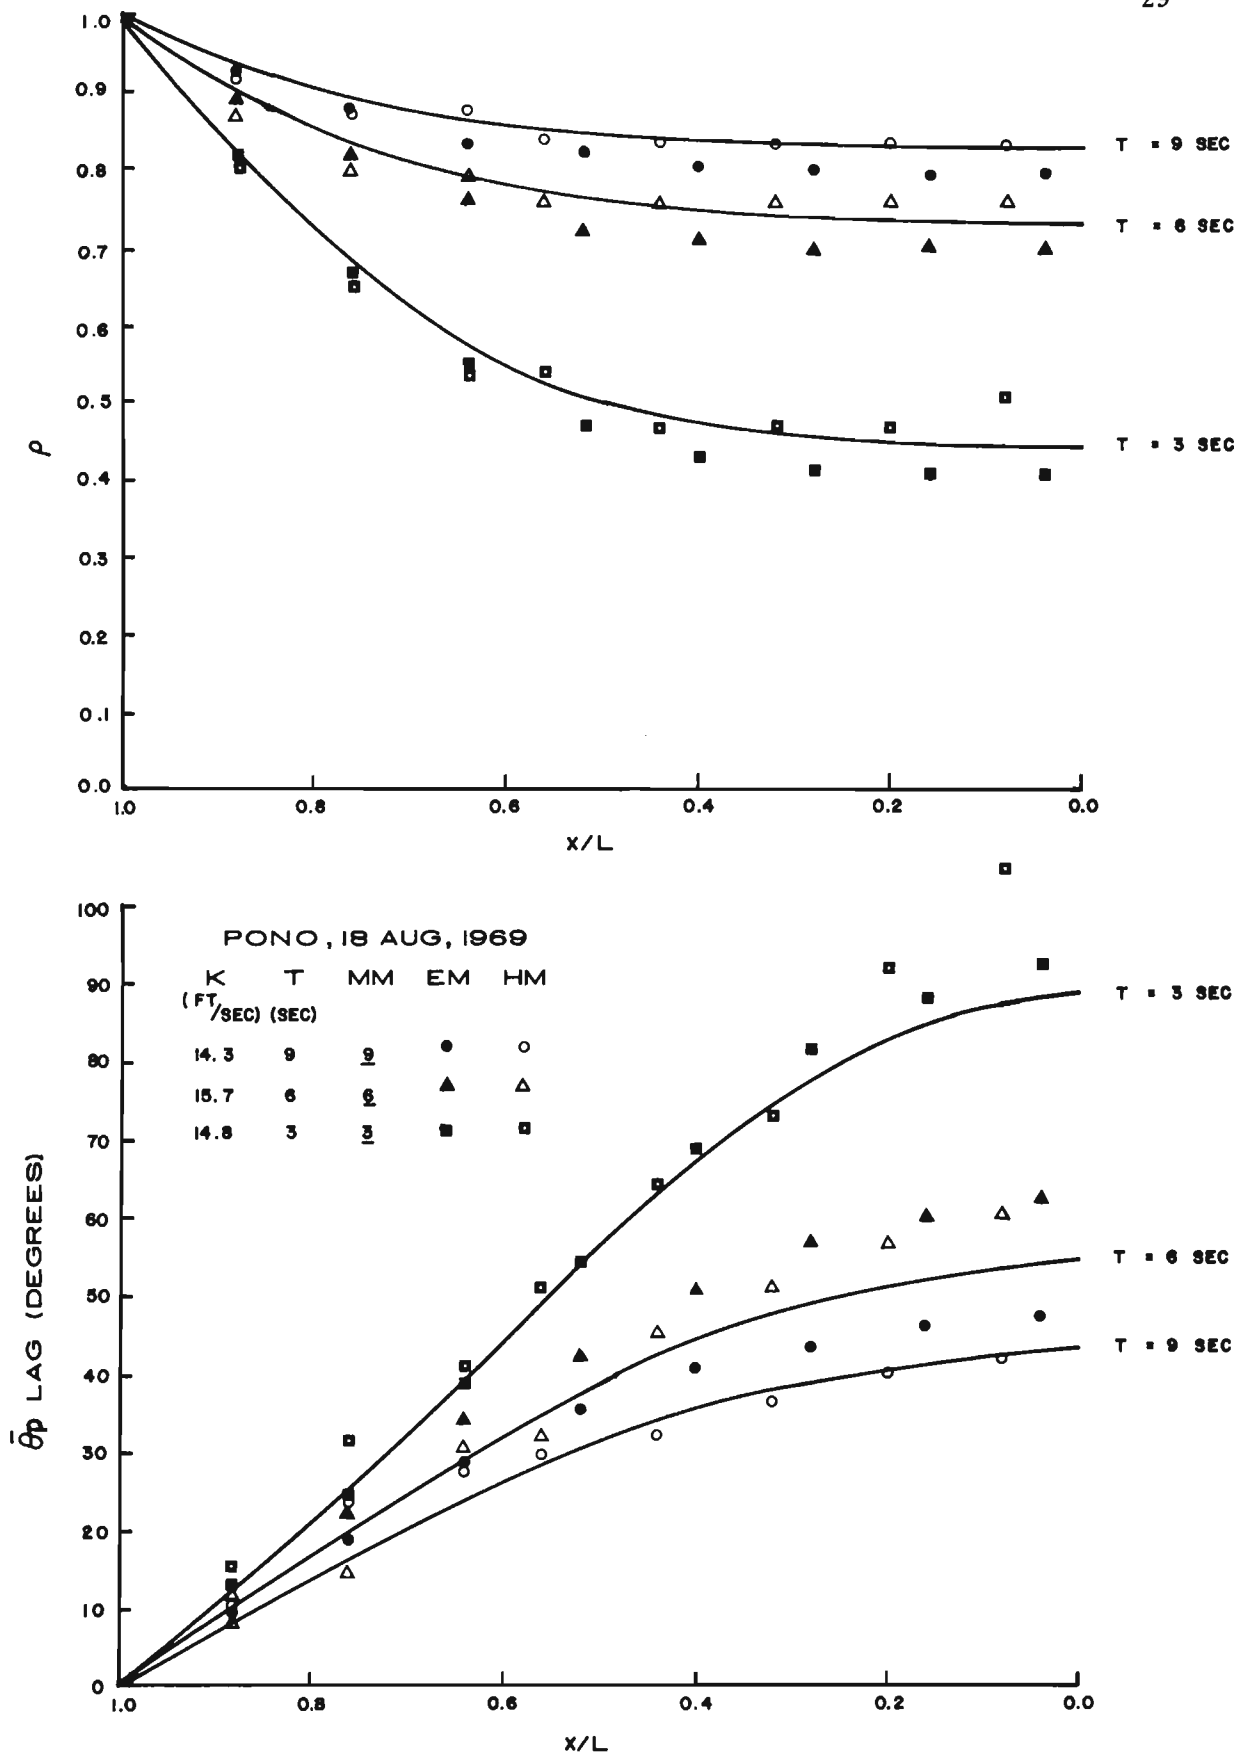 1.0
0.9
0.8
0.7
0.6
0.5
0.4
0.3
0.2
0.1
0.0
ρ
T = 9 SEC
T = 6 SEC
T = 3 SEC
1.0 0.8 0.6 0.4 0.2 0.0
X/L
100
90
80
70
60
50
40
30
20
10
0
θ̄p LAG (DEGREES)
PONO, 18 AUG, 1969
K T MM EM HM
(FT/SEC) (SEC)
14.3 9 9
15.7 6 6
14.8 3 3
T = 3 SEC
T = 6 SEC
T = 9 SEC
1.0 0.8 0.6 0.4 0.2 0.0
X/L